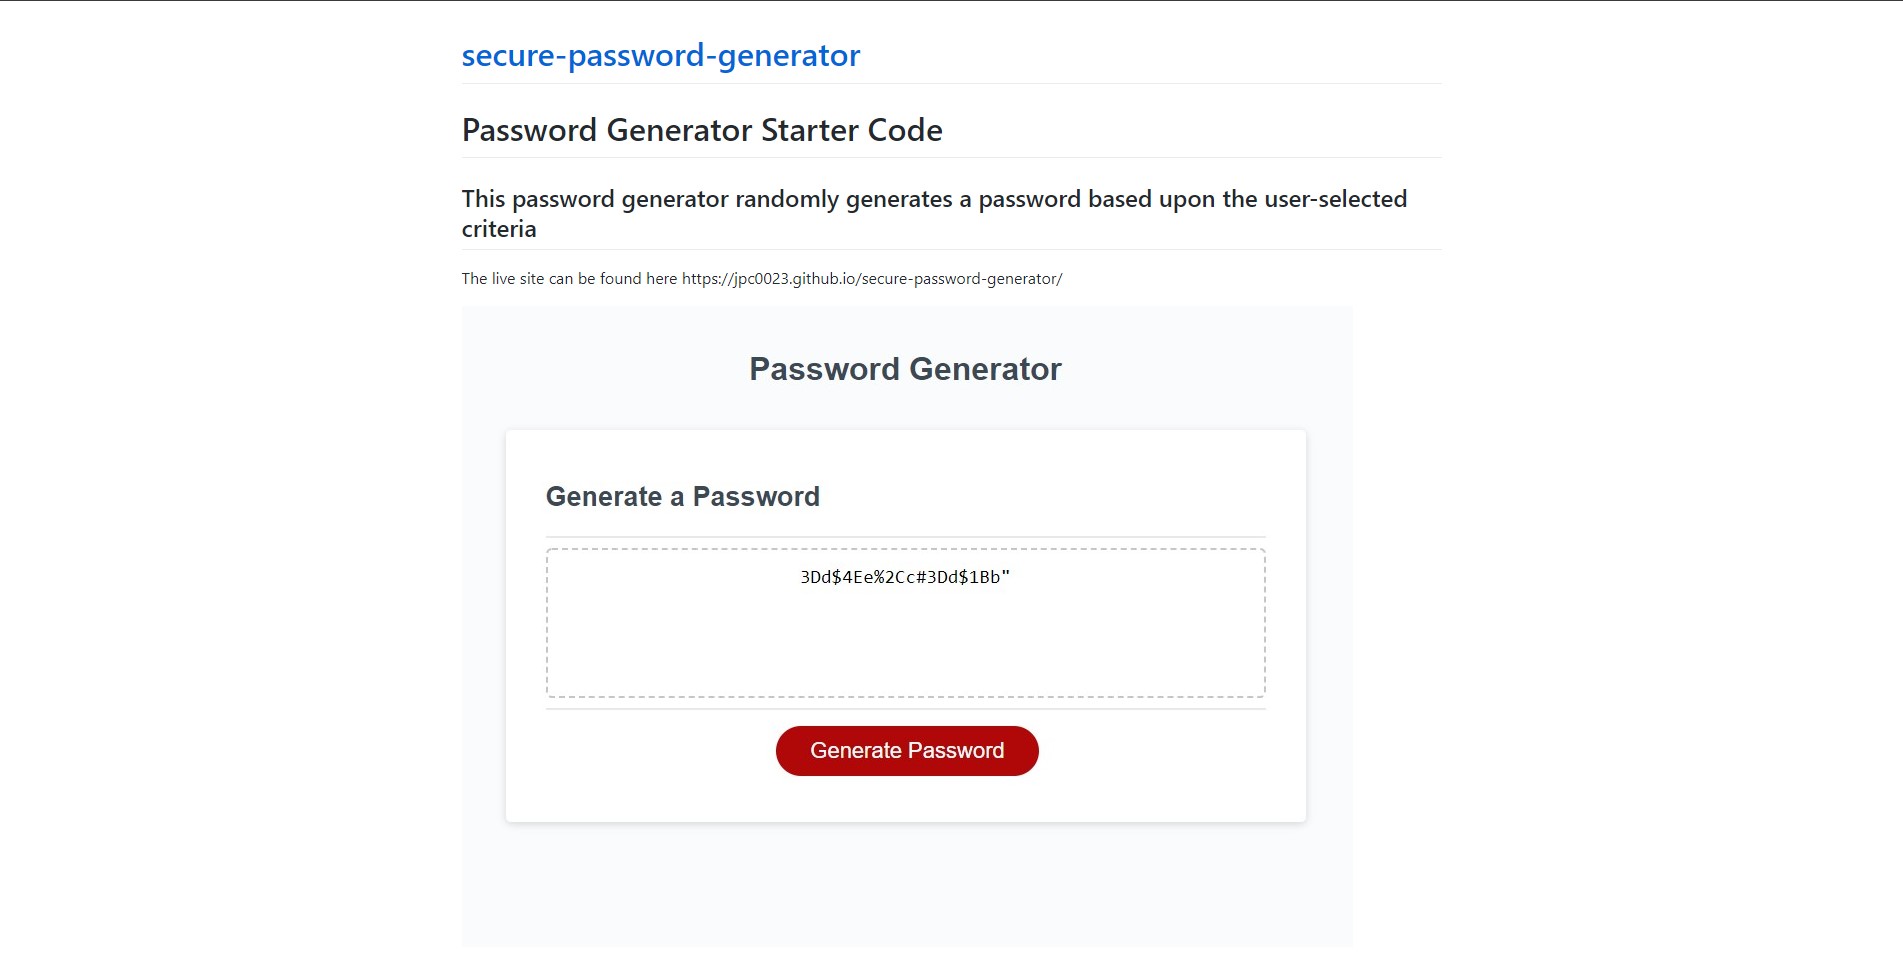 secure-password-generator
Password Generator Starter Code
This password generator randomly generates a password based upon the user-selected
criteria
The live site can be found here https://jpc0023.github.io/secure-password-generator/
Password Generator
Generate a Password
3Dd$4Ee%2Cc#3Dd$1Bb"
Generate Password